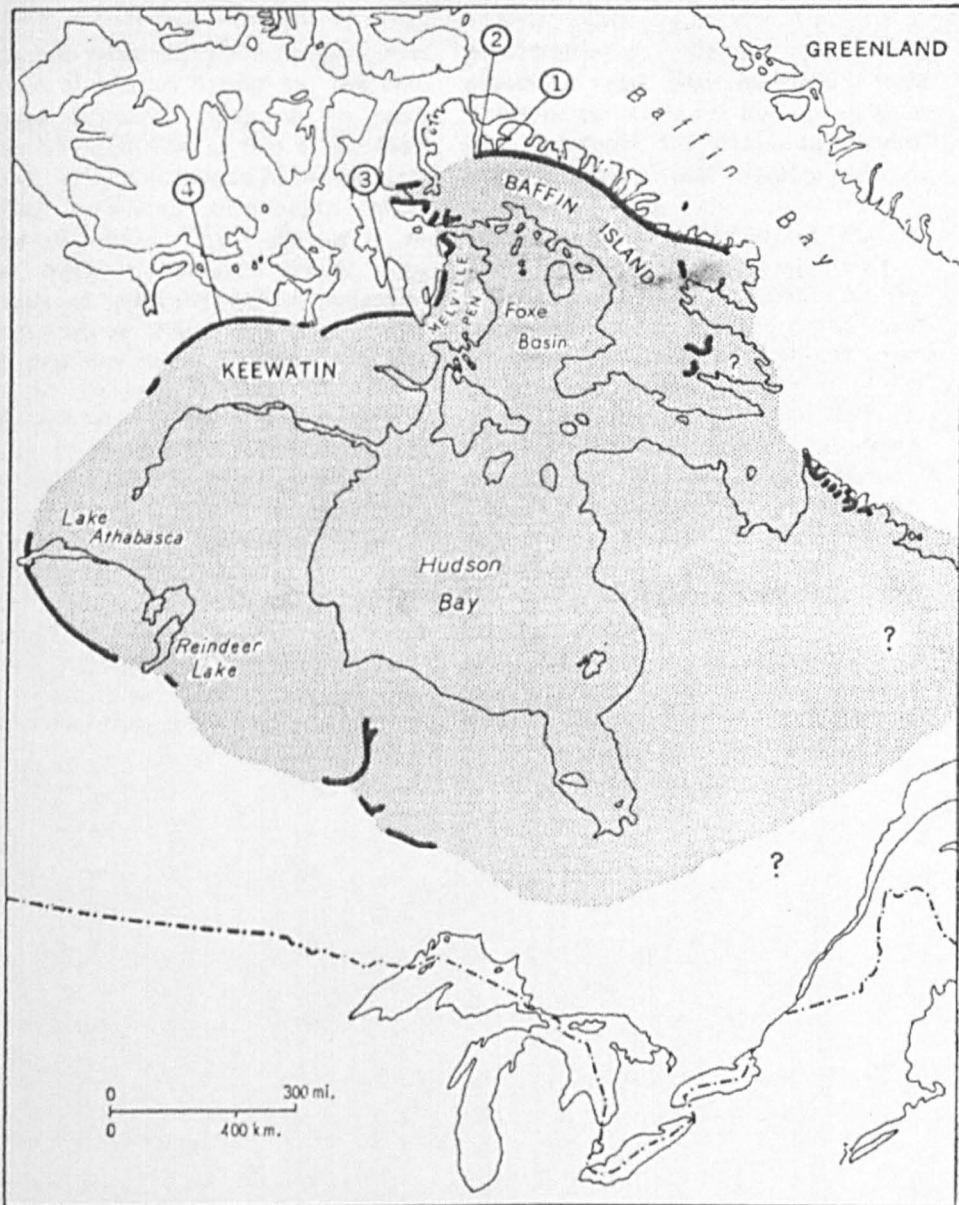 GREENLAND
2
1
Baffin
Bay
3
4
BAFFIN
ISLAND
MELVILLE
PEN.
Foxe
Basin
KEEWATIN
?
Lake
Athabasca
Hudson
Bay
Reindeer
Lake
?
?
0 300 mi.
0 400 km.